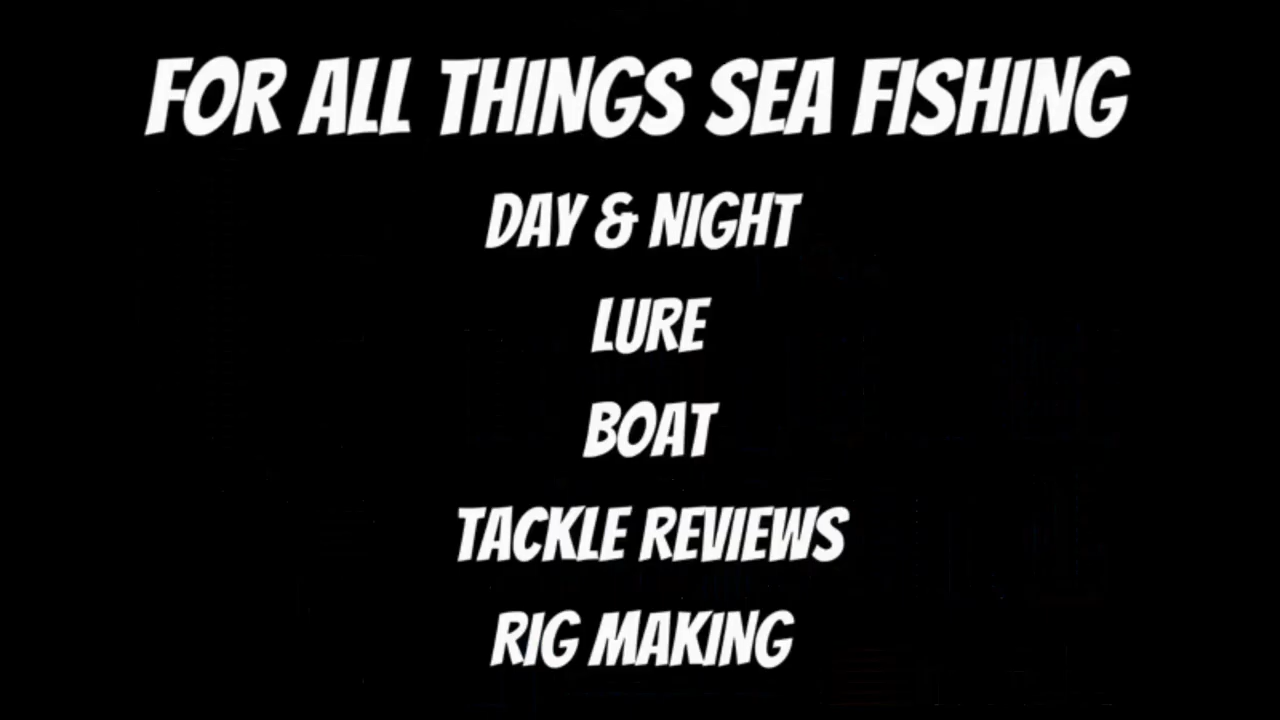 FOR ALL THINGS SEA FISHING
DAY & NIGHT
LURE
BOAT
TACKLE REVIEWS
RIG MAKING